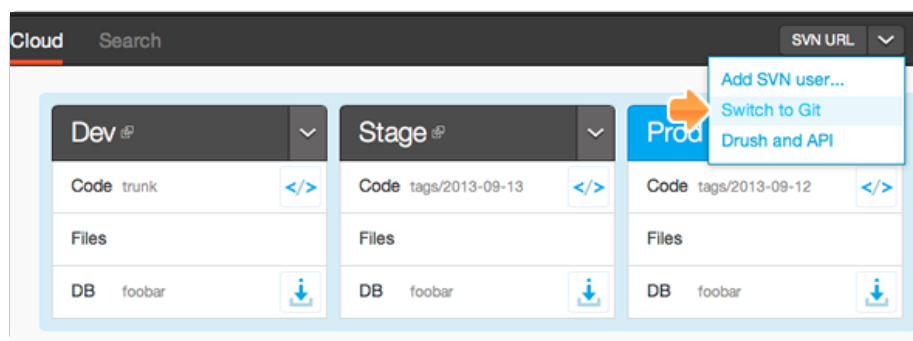 Cloud Search SVN URL
Add SVN user...
Switch to Git
Drush and API
Dev Stage Prod
Code trunk </> Code tags/2013-09-13 </> Code tags/2013-09-12 </>
Files Files Files
DB foobar DB foobar DB foobar